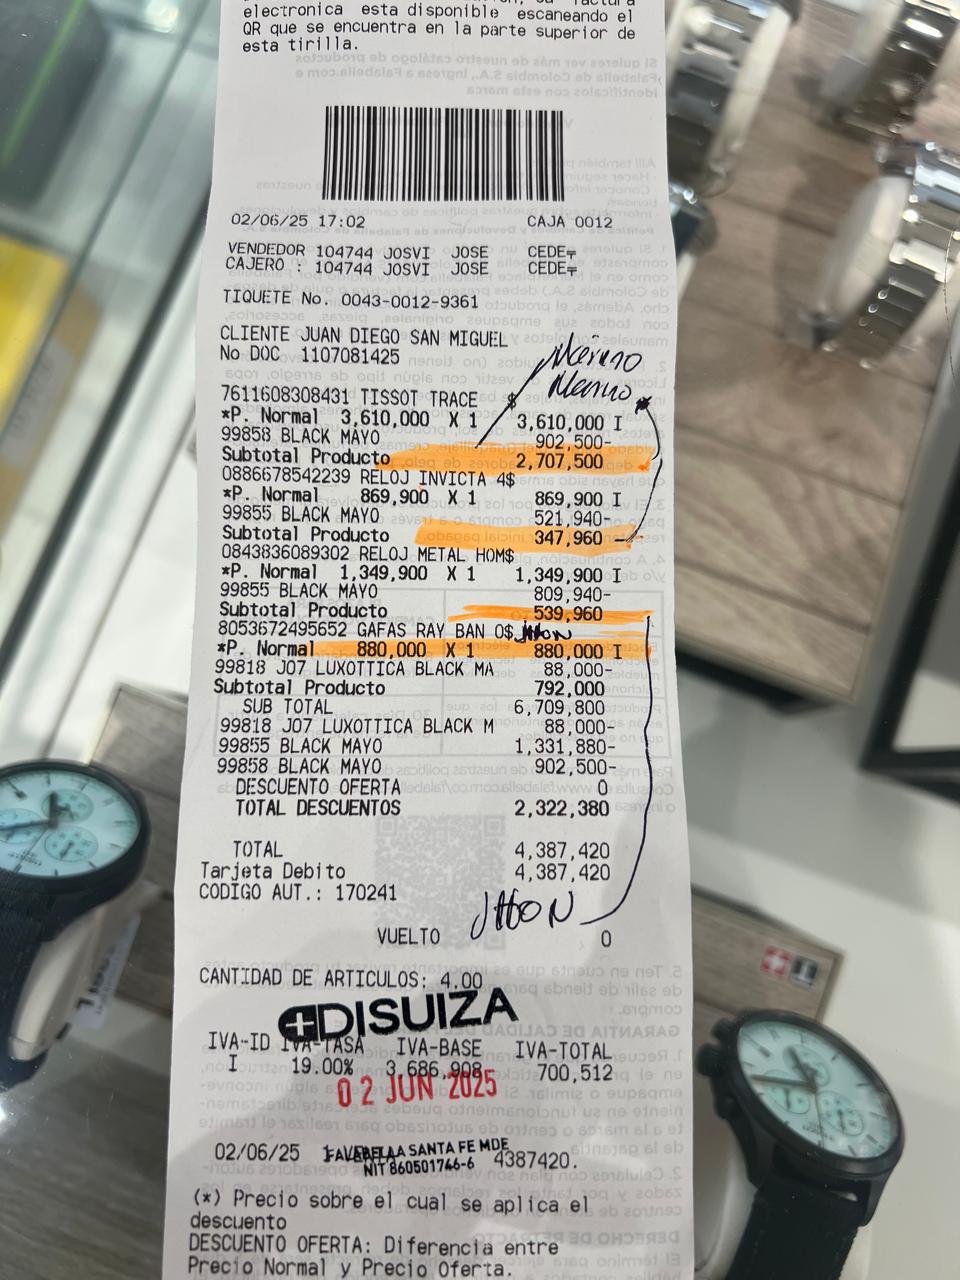 electronica esta disponible escaneando el
QR que se encuentra en la parte superior de
esta tirilla.
02/06/25 17:02 CAJA 0012
VENDEDOR 104744 JOSVI JOSE CEDE╤
CAJERO : 104744 JOSVI JOSE CEDE╤
TIQUETE No. 0043-0012-9361
CLIENTE JUAN DIEGO SAN MIGUEL
No DOC 1107081425
7611608308431 TISSOT TRACE $
*P. Normal 3,610,000 X 1 3,610,000 I
99858 BLACK MAYO 902,500-
Subtotal Producto 2,707,500
0886678542239 RELOJ INVICTA 4$
*P. Normal 869,900 X 1 869,900 I
99855 BLACK MAYO 521,940-
Subtotal Producto 347,960
0843836089302 RELOJ METAL HOM$
*P. Normal 1,349,900 X 1 1,349,900 I
99855 BLACK MAYO 809,940-
Subtotal Producto 539,960
8053672495652 GAFAS RAY BAN O$ JHON
*P. Normal 880,000 X 1 880,000 I
99818 J07 LUXOTTICA BLACK MA 88,000-
Subtotal Producto 792,000
SUB TOTAL 6,709,800
99818 J07 LUXOTTICA BLACK M 88,000-
99855 BLACK MAYO 1,331,880-
99858 BLACK MAYO 902,500-
DESCUENTO OFERTA 0
TOTAL DESCUENTOS 2,322,380
TOTAL 4,387,420
Tarjeta Debito 4,387,420
CODIGO AUT.: 170241
JHON
VUELTO 0
CANTIDAD DE ARTICULOS: 4.00
DISUIZA
IVA-ID IVA-TASA IVA-BASE IVA-TOTAL
I 19.00% 3,686,908 700,512
02 JUN 2025
02/06/25 FALABELLA SANTA FE MDE
NIT 860501746-6 4387420.
(*) Precio sobre el cual se aplica el
descuento
DESCUENTO OFERTA: Diferencia entre
Precio Normal y Precio Oferta.